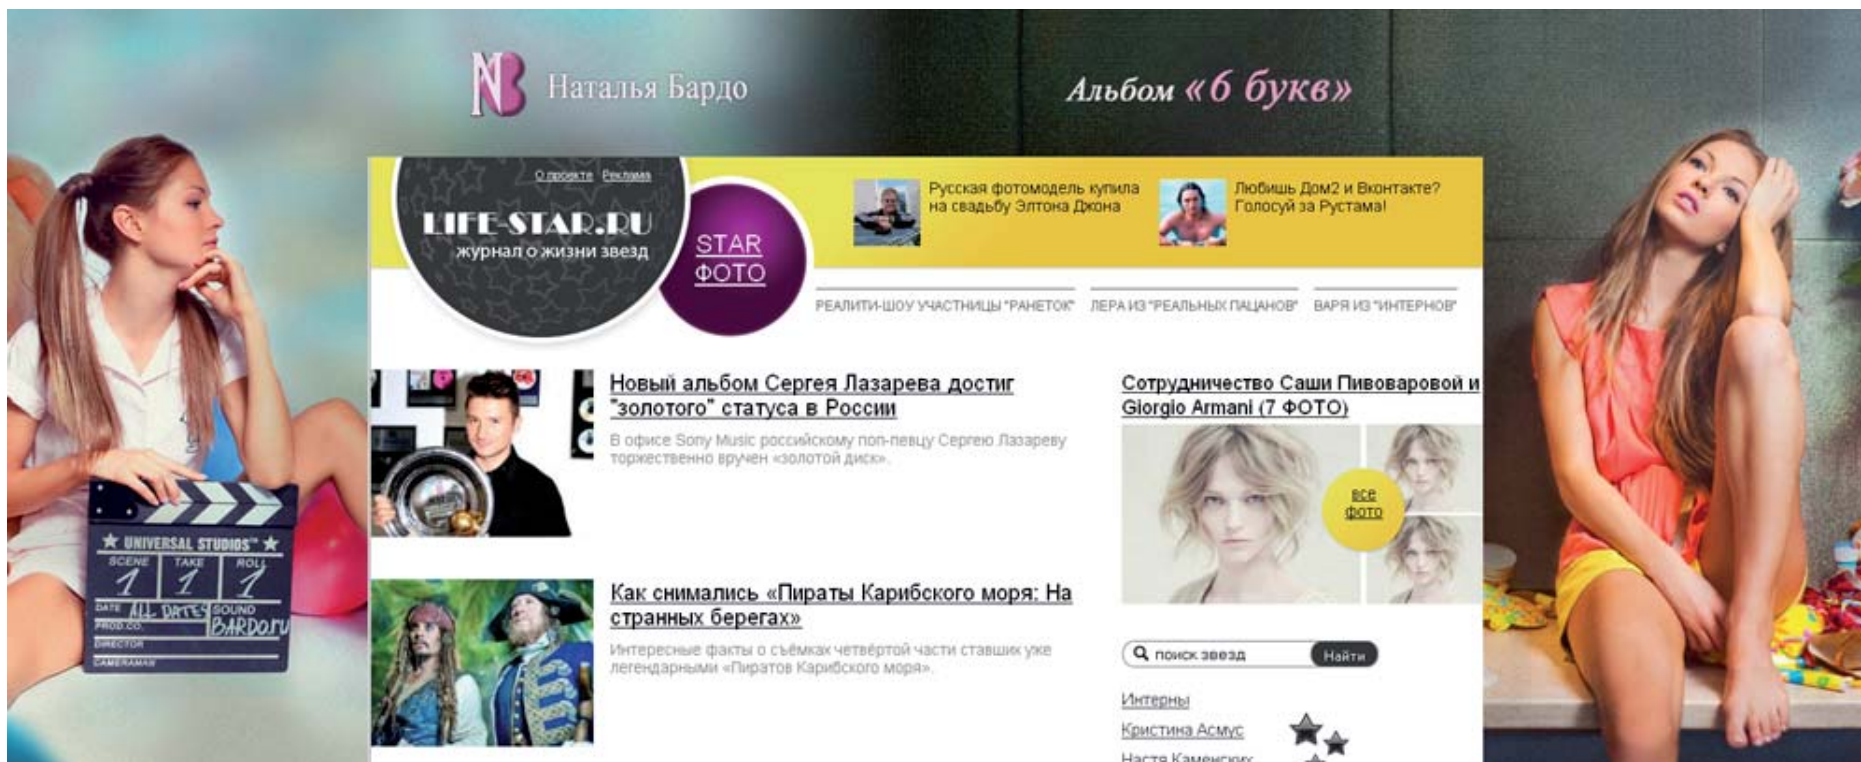 NB
Наталья Бардо
Альбом «6 букв»
О проекте Реклама
LIFE-STAR.RU
журнал о жизни звезд
STAR
ФОТО
Русская фотомодель купила
на свадьбу Элтона Джона
Любишь Дом2 и Вконтакте?
Голосуй за Рустама!
РЕАЛИТИ-ШОУ УЧАСТНИЦЫ "РАНЕТОК"
ЛЕРА ИЗ "РЕАЛЬНЫХ ПАЦАНОВ"
ВАРЯ ИЗ "ИНТЕРНОВ"
Новый альбом Сергея Лазарева достиг
"золотого" статуса в России
В офисе Sony Music российскому поп-певцу Сергею Лазареву
торжественно вручен «золотой диск».
Сотрудничество Саши Пивоваровой и
Giorgio Armani (7 ФОТО)
все
фото
Как снимались «Пираты Карибского моря: На
странных берегах»
Интересные факты о съёмках четвёртой части ставших уже
легендарными «Пиратов Карибского моря».
поиск звезд
Найти
Интерны
Кристина Асмус
Настя Каменских
UNIVERSAL STUDIOS™
SCENE TAKE ROLL
1 1 1
DATE ALL DATES SOUND
PROD.CO. BARDO.ru
DIRECTOR
CAMERAMAN